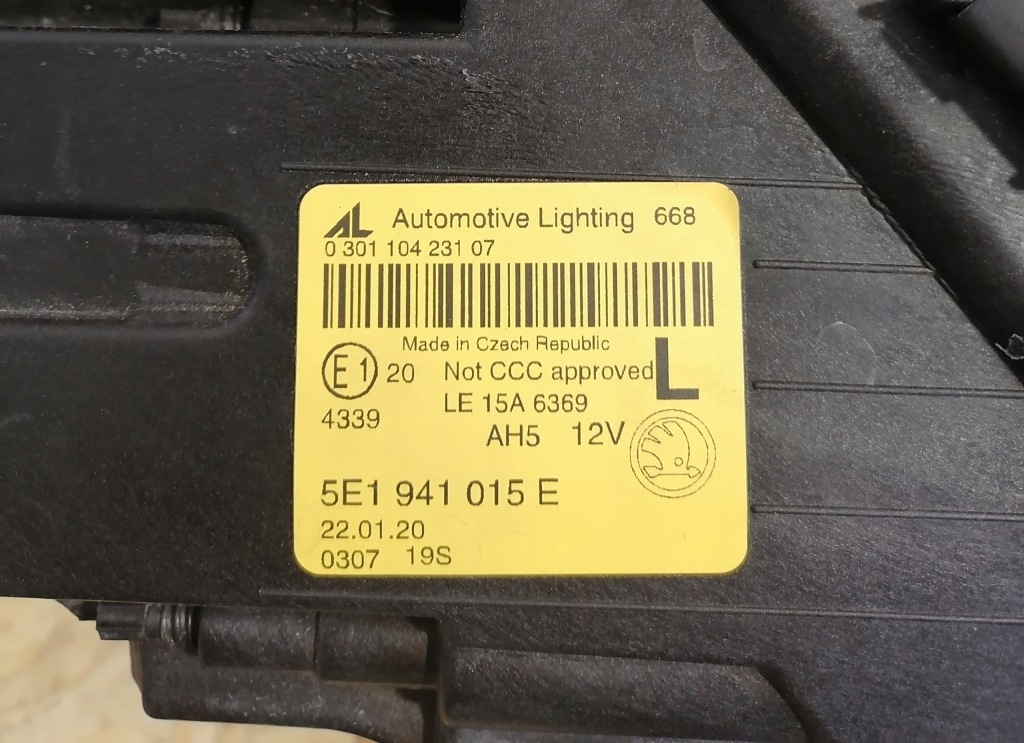 AL Automotive Lighting 668
0 301 104 231 07
Made in Czech Republic
E1 20 Not CCC approved L
4339 LE 15A 6369
AH5 12V
5E1 941 015 E
22.01.20
0307 19S